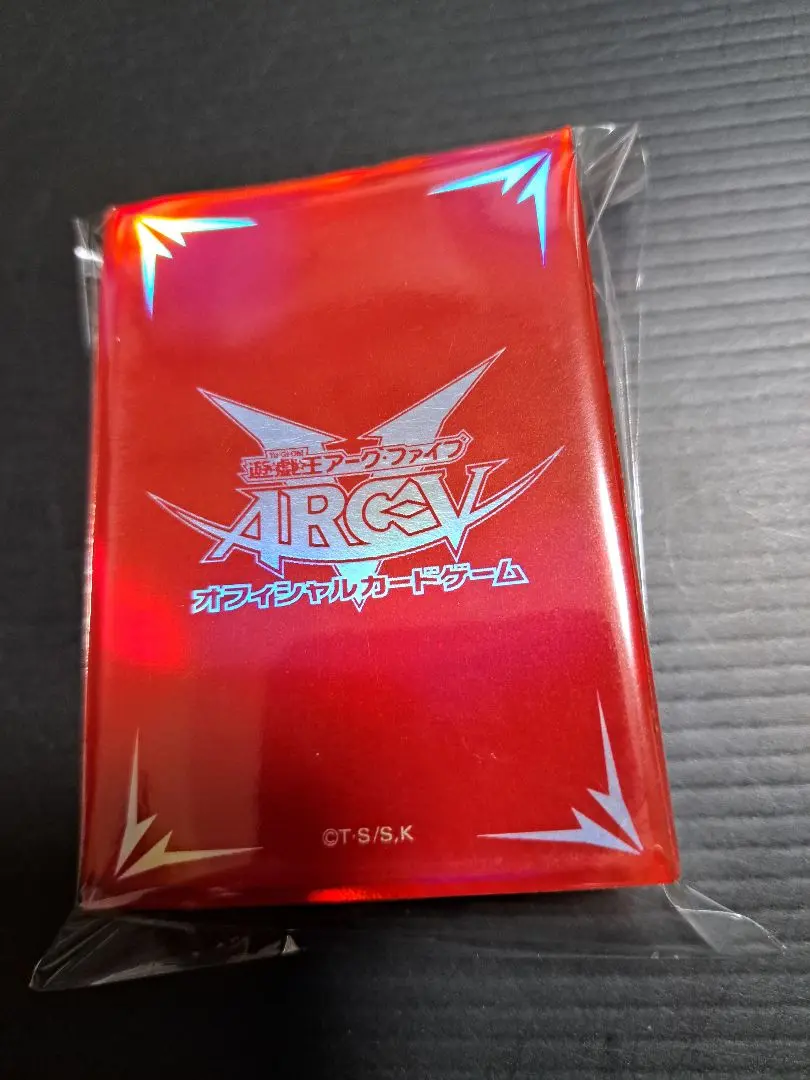 Yu-Gi-Oh!
遊戯王アーク・ファイブ
ARC-V
オフィシャルカードゲーム
©T・S/S,K